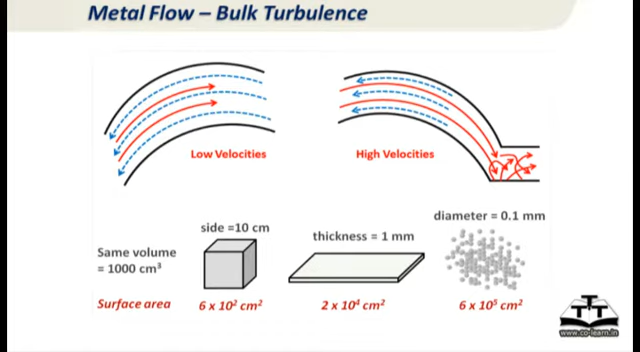 Metal Flow – Bulk Turbulence
Low Velocities
High Velocities
Same volume
= 1000 cm³
side =10 cm
thickness = 1 mm
diameter = 0.1 mm
Surface area
6 x 10² cm²
2 x 10⁴ cm²
6 x 10⁵ cm²
TTT
www.co-learn.in